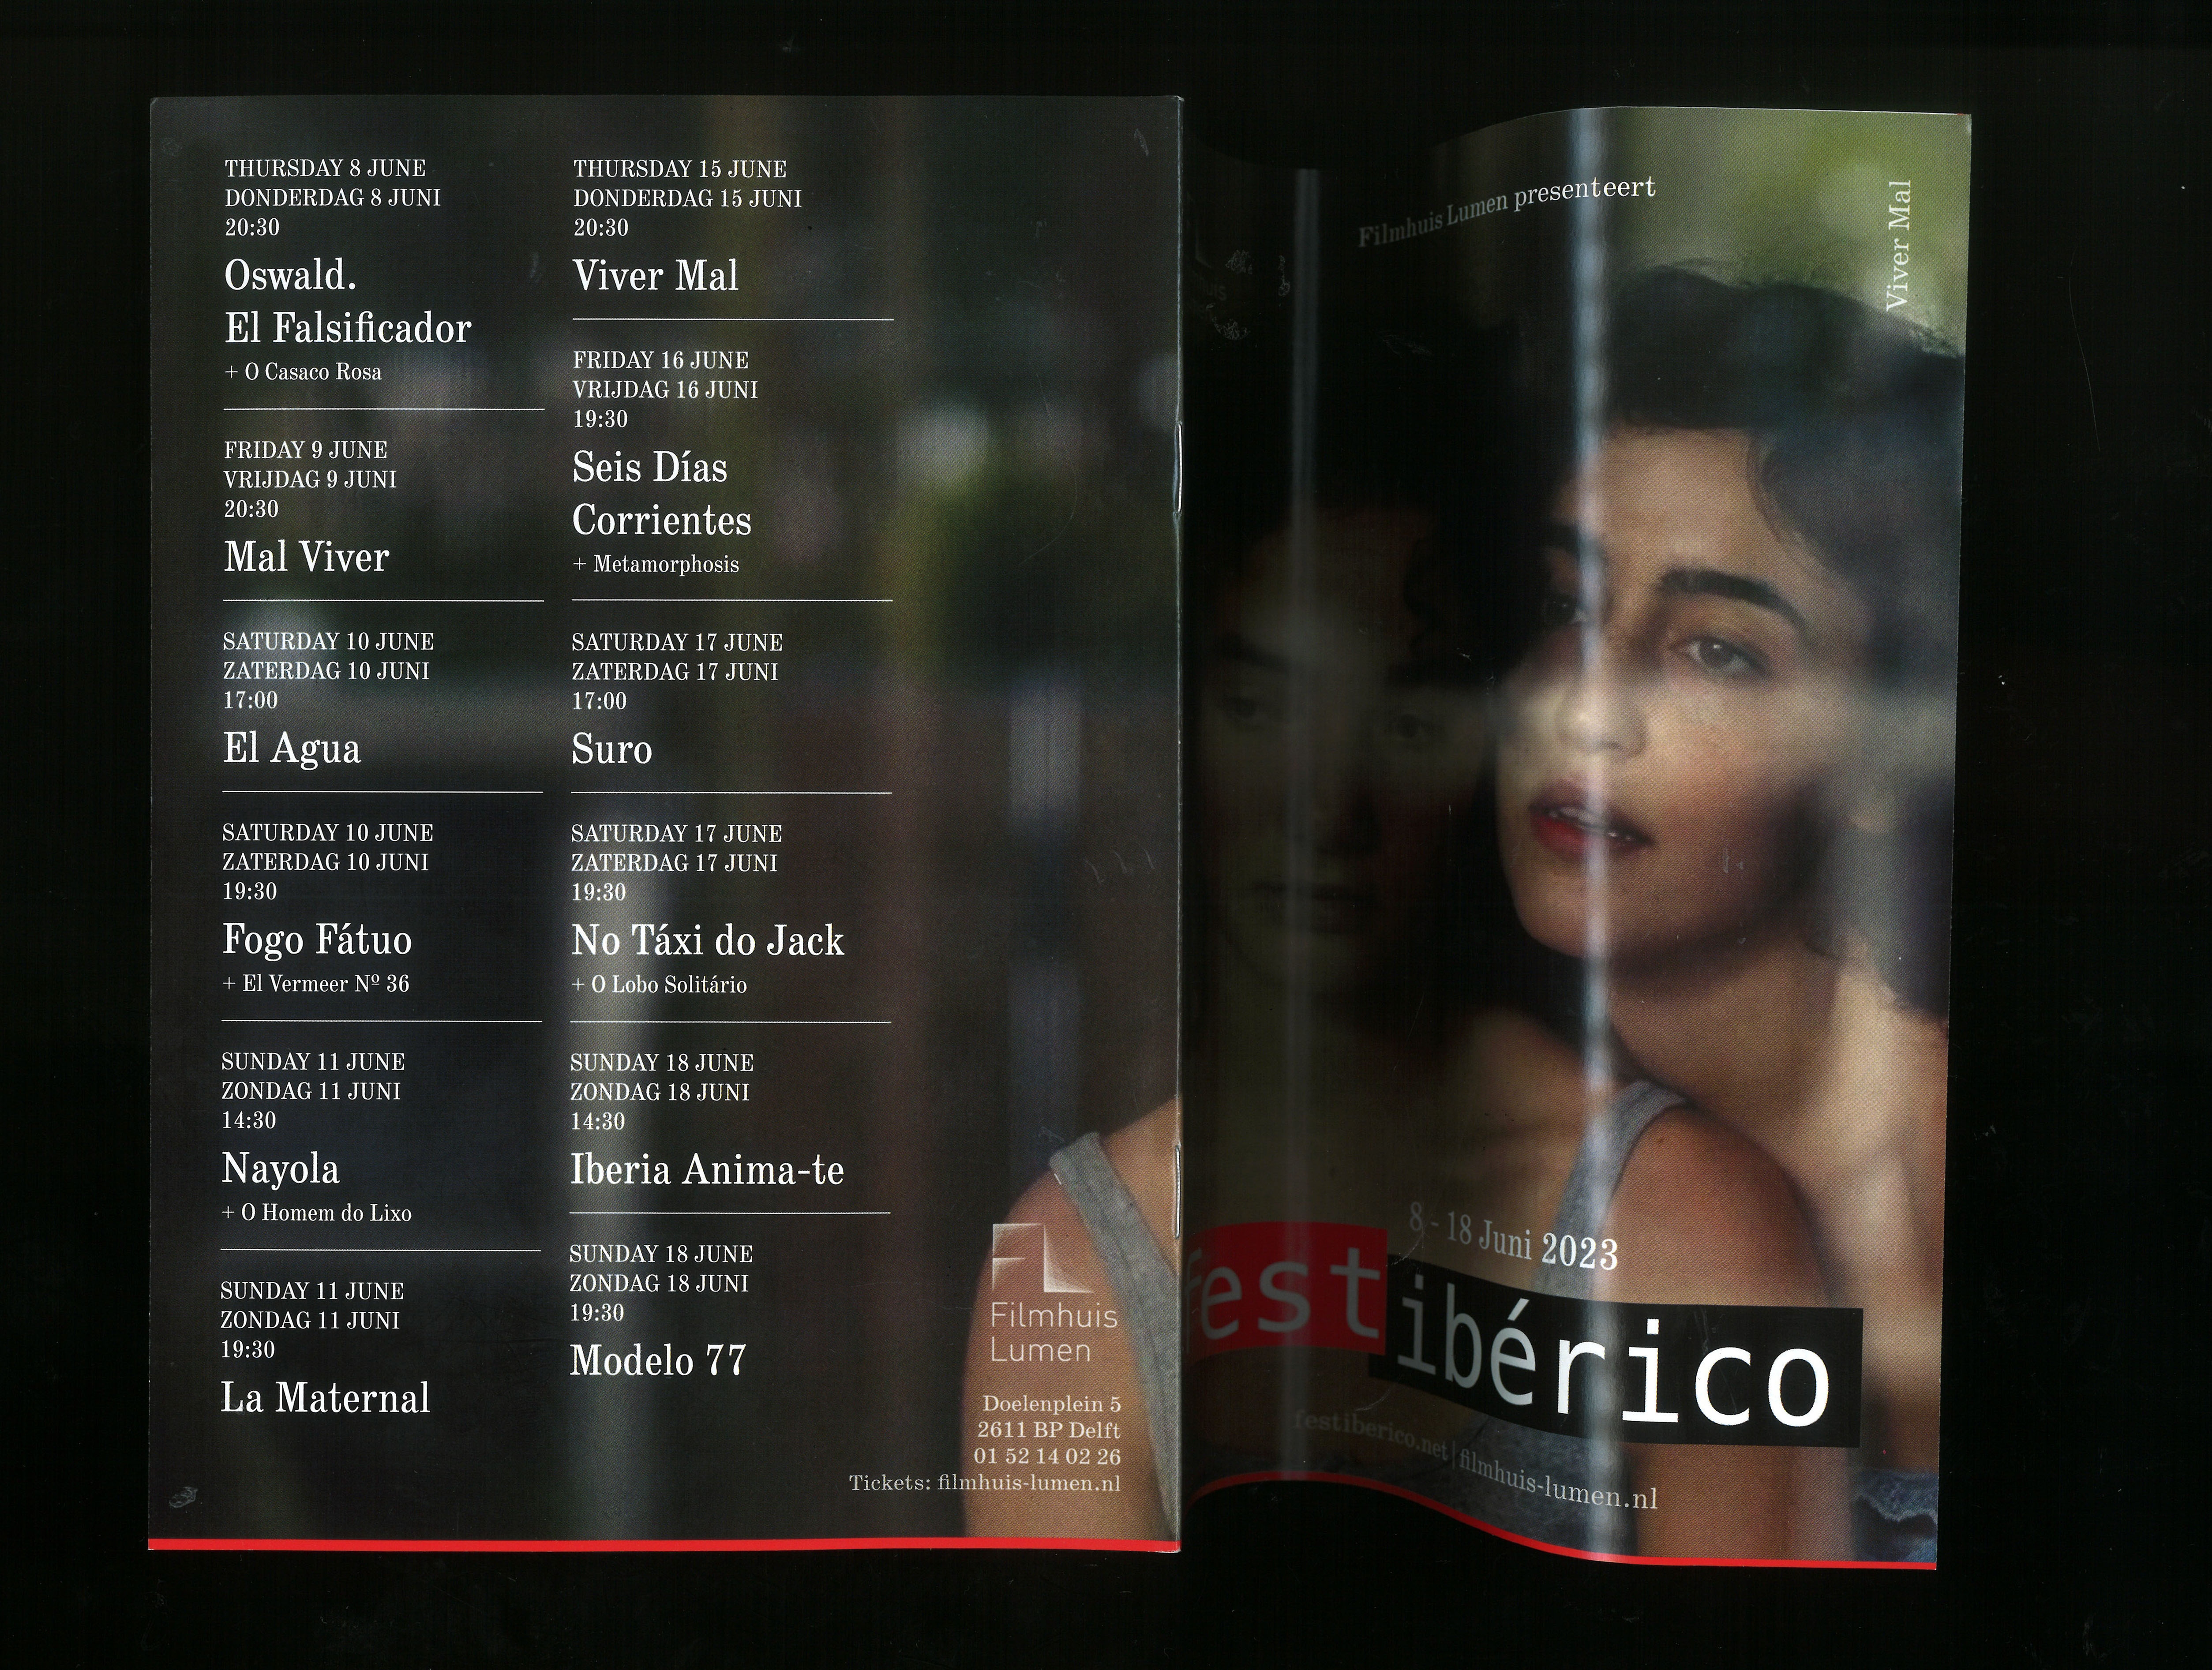 THURSDAY 8 JUNE
DONDERDAG 8 JUNI
20:30
Oswald.
El Falsificador
+ O Casaco Rosa
FRIDAY 9 JUNE
VRIJDAG 9 JUNI
20:30
Mal Viver
SATURDAY 10 JUNE
ZATERDAG 10 JUNI
17:00
El Agua
SATURDAY 10 JUNE
ZATERDAG 10 JUNI
19:30
Fogo Fátuo
+ El Vermeer Nº 36
SUNDAY 11 JUNE
ZONDAG 11 JUNI
14:30
Nayola
+ O Homem do Lixo
SUNDAY 11 JUNE
ZONDAG 11 JUNI
19:30
La Maternal
THURSDAY 15 JUNE
DONDERDAG 15 JUNI
20:30
Viver Mal
FRIDAY 16 JUNE
VRIJDAG 16 JUNI
19:30
Seis Días
Corrientes
+ Metamorphosis
SATURDAY 17 JUNE
ZATERDAG 17 JUNI
17:00
Suro
SATURDAY 17 JUNE
ZATERDAG 17 JUNI
19:30
No Táxi do Jack
+ O Lobo Solitário
SUNDAY 18 JUNE
ZONDAG 18 JUNI
14:30
Iberia Anima-te
SUNDAY 18 JUNE
ZONDAG 18 JUNI
19:30
Modelo 77
Filmhuis
Lumen
Doelenplein 5
2611 BP Delft
01 52 14 02 26
Tickets: filmhuis-lumen.nl
Filmhuis Lumen presenteert
Viver Mal
8 - 18 Juni 2023
festibérico
festiberico.net | filmhuis-lumen.nl